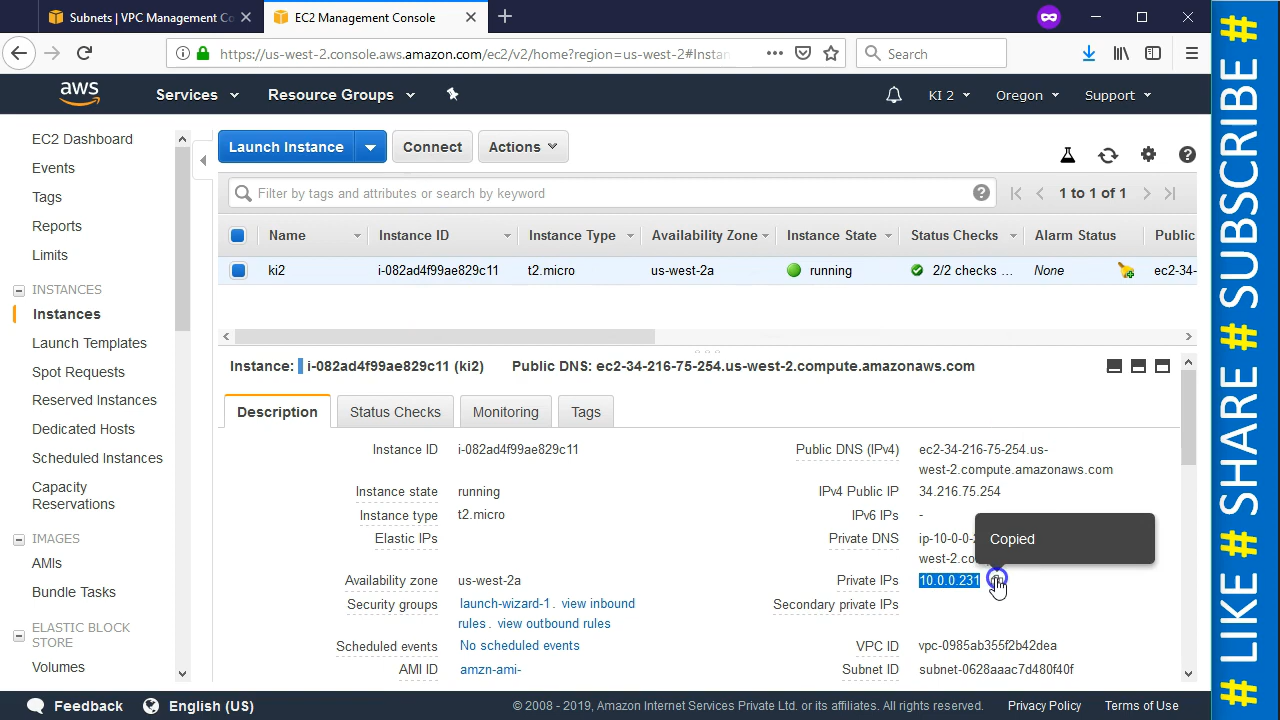 Subnets | VPC Management Co
EC2 Management Console
https://us-west-2.console.aws.amazon.com/ec2/v2/home?region=us-west-2#Instan
Search
aws
Services
Resource Groups
KI 2
Oregon
Support
EC2 Dashboard
Events
Tags
Reports
Limits
INSTANCES
Instances
Launch Templates
Spot Requests
Reserved Instances
Dedicated Hosts
Scheduled Instances
Capacity
Reservations
IMAGES
AMIs
Bundle Tasks
ELASTIC BLOCK
STORE
Volumes
Launch Instance
Connect
Actions
Filter by tags and attributes or search by keyword
1 to 1 of 1
Name Instance ID Instance Type Availability Zone Instance State Status Checks Alarm Status Public
ki2 i-082ad4f99ae829c11 t2.micro us-west-2a running 2/2 checks ... None ec2-34-
Instance: i-082ad4f99ae829c11 (ki2) Public DNS: ec2-34-216-75-254.us-west-2.compute.amazonaws.com
Description
Status Checks
Monitoring
Tags
Instance ID i-082ad4f99ae829c11
Instance state running
Instance type t2.micro
Elastic IPs
Availability zone us-west-2a
Security groups launch-wizard-1. view inbound
rules. view outbound rules
Scheduled events No scheduled events
AMI ID amzn-ami-
Public DNS (IPv4) ec2-34-216-75-254.us-
west-2.compute.amazonaws.com
IPv4 Public IP 34.216.75.254
IPv6 IPs -
Private DNS ip-10-0-0-
west-2.co
Copied
Private IPs 10.0.0.231
Secondary private IPs
VPC ID vpc-0985ab355f2b42dea
Subnet ID subnet-0628aaac7d480f40f
Feedback
English (US)
© 2008 - 2019, Amazon Internet Services Private Ltd. or its affiliates. All rights reserved.
Privacy Policy
Terms of Use
# LIKE # SHARE # SUBSCRIBE #